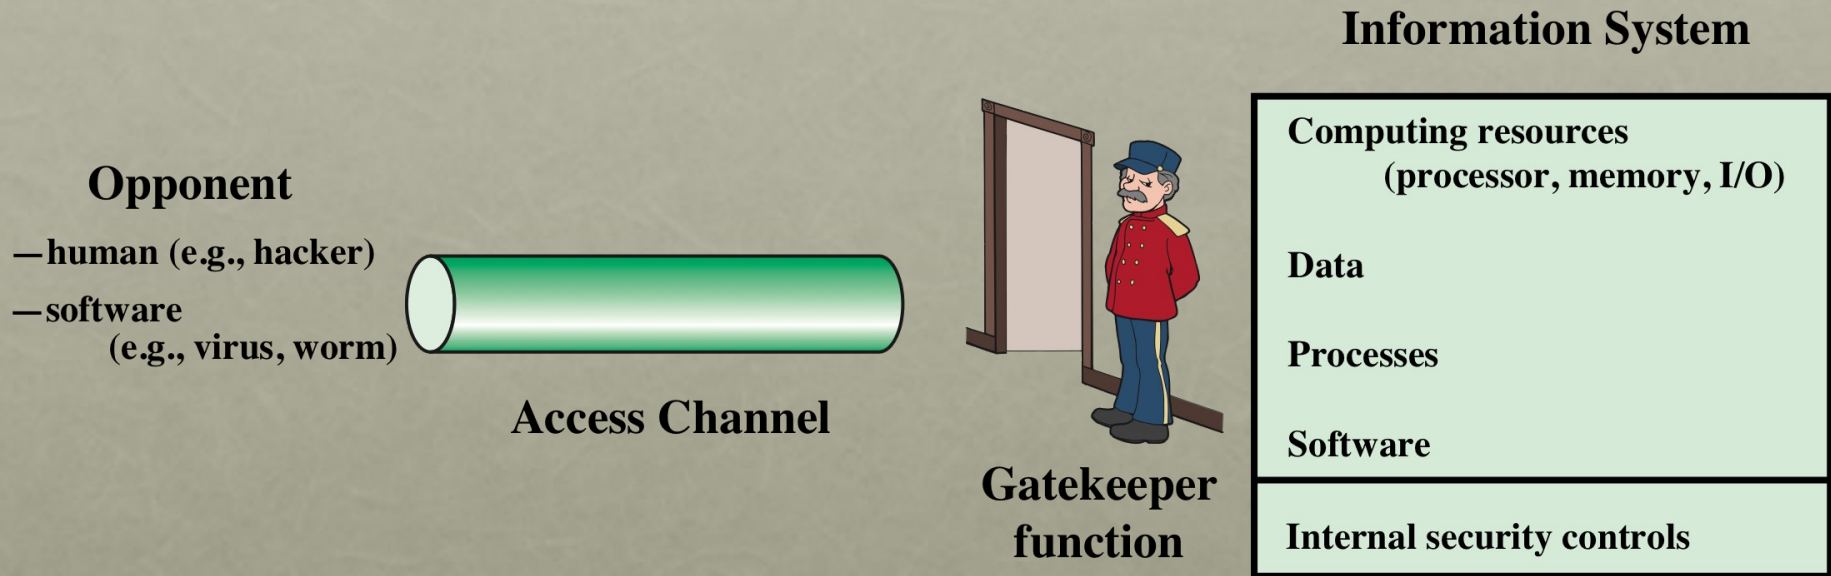 Information System
Opponent
—human (e.g., hacker)
—software
(e.g., virus, worm)
Access Channel
Gatekeeper
function
Computing resources
(processor, memory, I/O)
Data
Processes
Software
Internal security controls